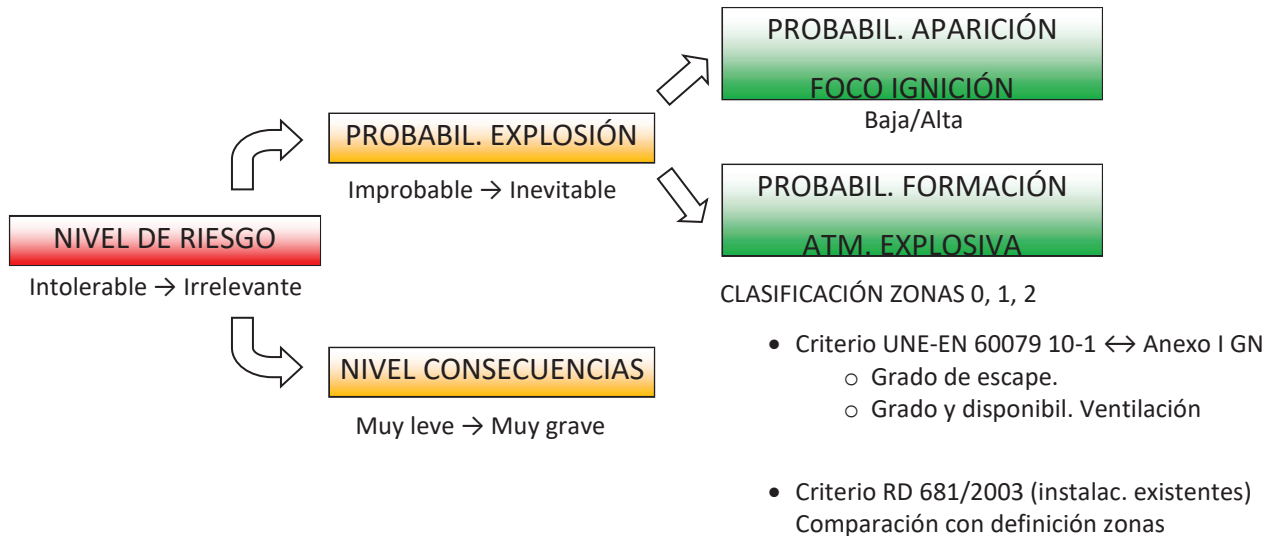 PROBABIL. APARICIÓN
FOCO IGNICIÓN
Baja/Alta
PROBABIL. EXPLOSIÓN
Improbable → Inevitable
PROBABIL. FORMACIÓN
ATM. EXPLOSIVA
NIVEL DE RIESGO
Intolerable → Irrelevante
CLASIFICACIÓN ZONAS 0, 1, 2
NIVEL CONSECUENCIAS
Muy leve → Muy grave
• Criterio UNE-EN 60079 10-1 ↔ Anexo I GN
o Grado de escape.
o Grado y disponibil. Ventilación
• Criterio RD 681/2003 (instalac. existentes)
Comparación con definición zonas